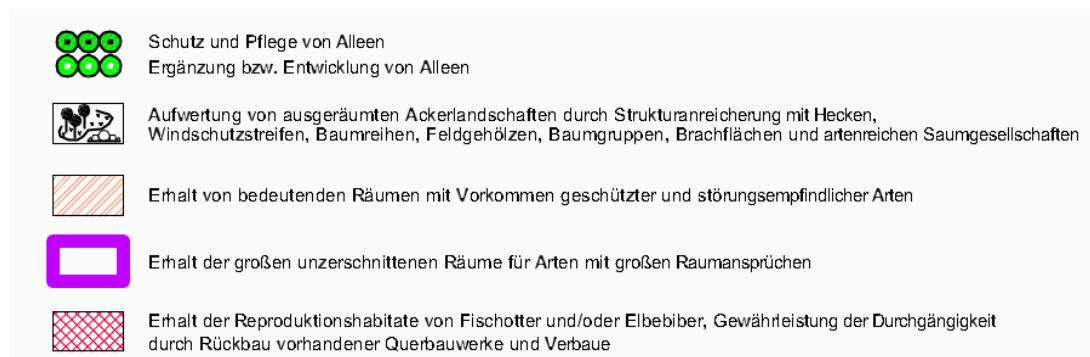 Schutz und Pflege von Alleen
Ergänzung bzw. Entwicklung von Alleen
Aufwertung von ausgeräumten Ackerlandschaften durch Strukturanreicherung mit Hecken,
Windschutzstreifen, Baumreihen, Feldgehölzen, Baumgruppen, Brachflächen und artenreichen Saumgesellschaften
Erhalt von bedeutenden Räumen mit Vorkommen geschützter und störungsempfindlicher Arten
Erhalt der großen unzerschnittenen Räume für Arten mit großen Raumansprüchen
Erhalt der Reproduktionshabitate von Fischotter und/oder Elbebiber, Gewährleistung der Durchgängigkeit
durch Rückbau vorhandener Querbauwerke und Verbaue